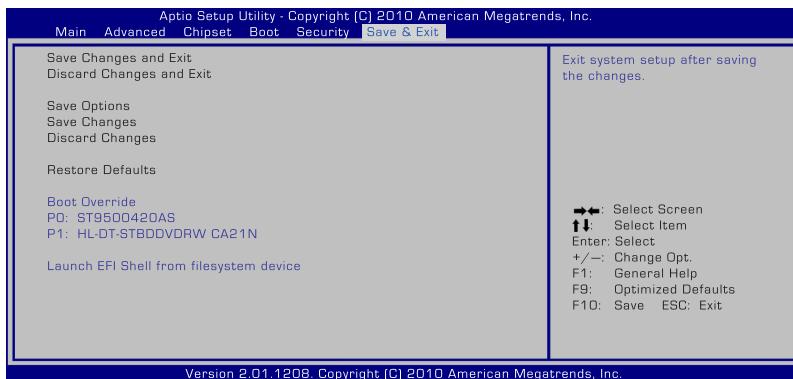 Aptio Setup Utility - Copyright (C) 2010 American Megatrends, Inc.
Main Advanced Chipset Boot Security Save & Exit
Save Changes and Exit
Discard Changes and Exit
Save Options
Save Changes
Discard Changes
Restore Defaults
Boot Override
P0: ST9500420AS
P1: HL-DT-STBDDVDRW CA21N
Launch EFI Shell from filesystem device
Exit system setup after saving
the changes.
→←: Select Screen
↑↓: Select Item
Enter: Select
+/—: Change Opt.
F1: General Help
F9: Optimized Defaults
F10: Save ESC: Exit
Version 2.01.1208. Copyright (C) 2010 American Megatrends, Inc.